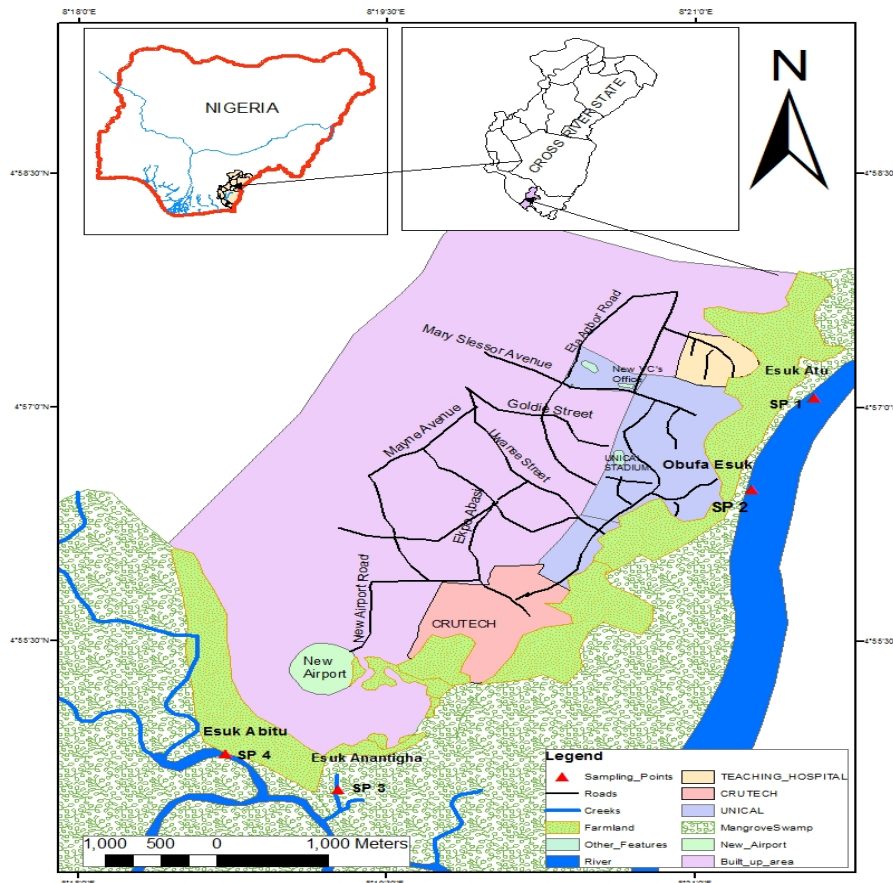 8°18'0"E
8°19'30"E
8°21'0"E
NIGERIA
CROSS RIVER STATE
N
4°58'30"N
4°58'30"
Eta Agbor Road
Mary Slessor Avenue
New VC's
Office
Esuk Atu
4°57'0"N
4°57'0"
SP 1
Goldie Street
Mayne Avenue
Uwanse Street
UNICAL
STADIUM
Obufa Esuk
SP 2
Ekpo Abasi
New Airport Road
4°55'30"N
4°55'30"
CRUTECH
New
Airport
Esuk Abitu
SP 4
Esuk Anantigha
SP 3
Legend
Sampling_Points
Roads
Creeks
Farmland
Other_Features
River
TEACHING_HOSPITAL
CRUTECH
UNICAL
MangroveSwamp
New_Airport
Built_up_area
1,000 500 0 1,000 Meters
8°19'30"E